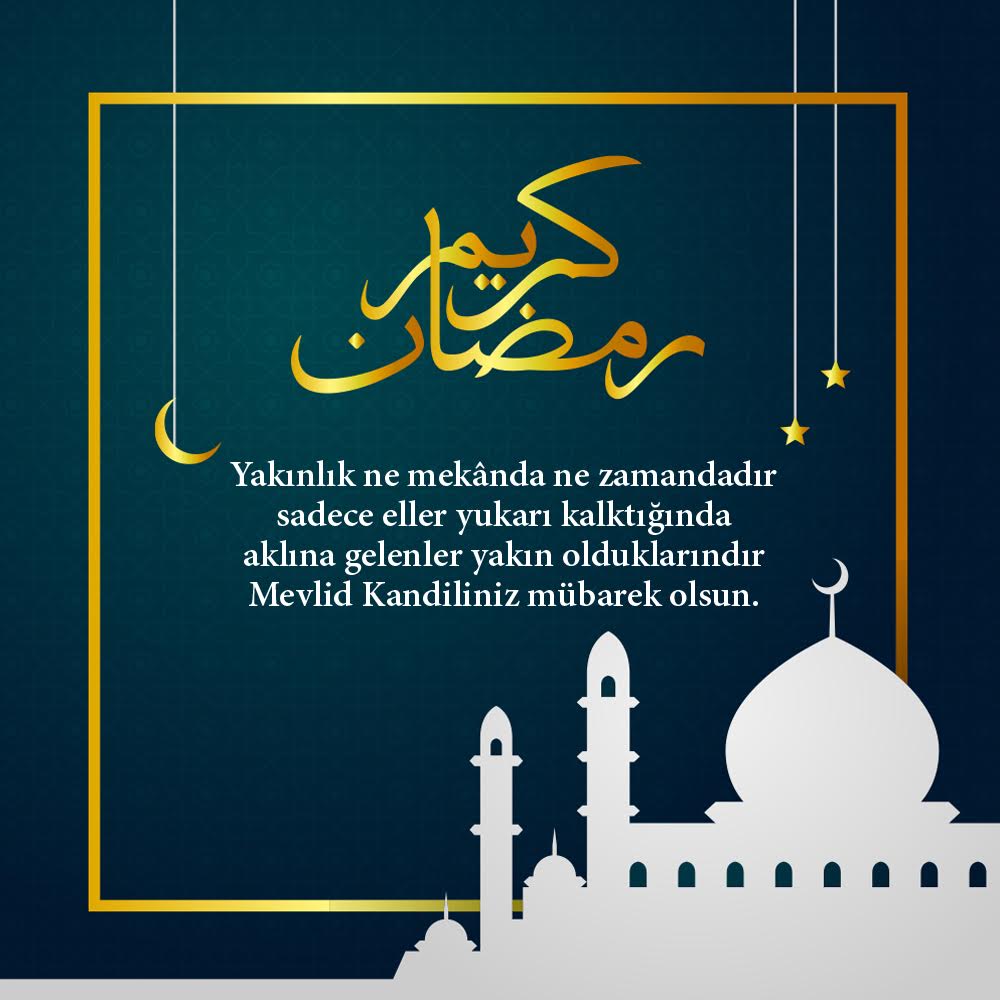 كريم
رمضان
Yakınlık ne mekânda ne zamandadır
sadece eller yukarı kalktığında
aklına gelenler yakın olduklarındır
Mevlid Kandiliniz mübarek olsun.